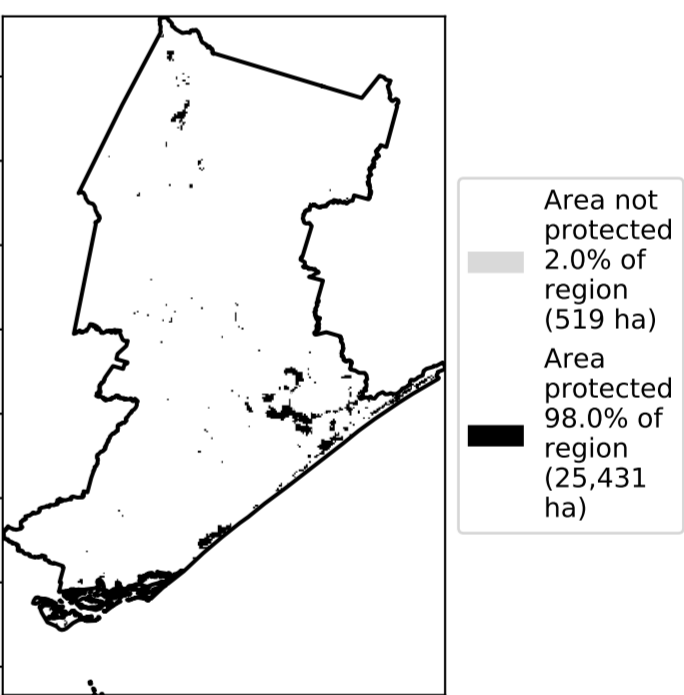 Area not
protected
2.0% of
region
(519 ha)
Area
protected
98.0% of
region
(25,431
ha)